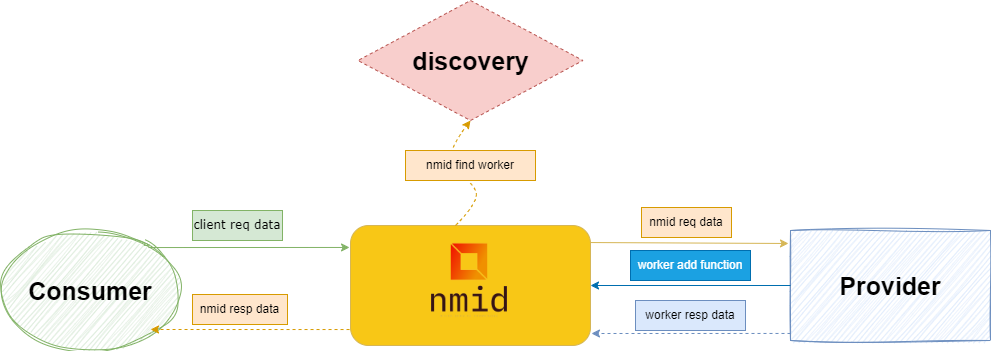 discovery
nmid find worker
client req data
nmid req data
worker add function
Consumer
nmid
Provider
nmid resp data
worker resp data